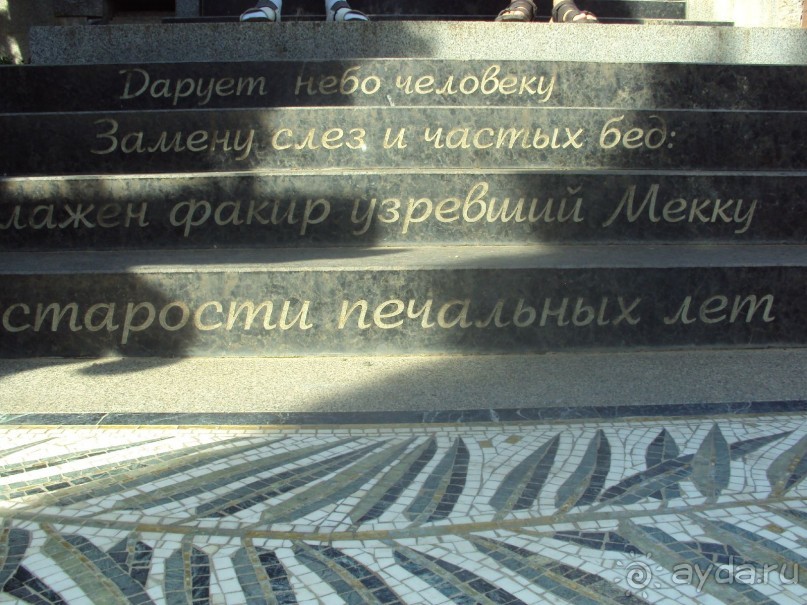 Дарует небо человеку
Замену слез и частых бед:
лажен факир узревший Мекку
старости печальных лет
ayda.ru